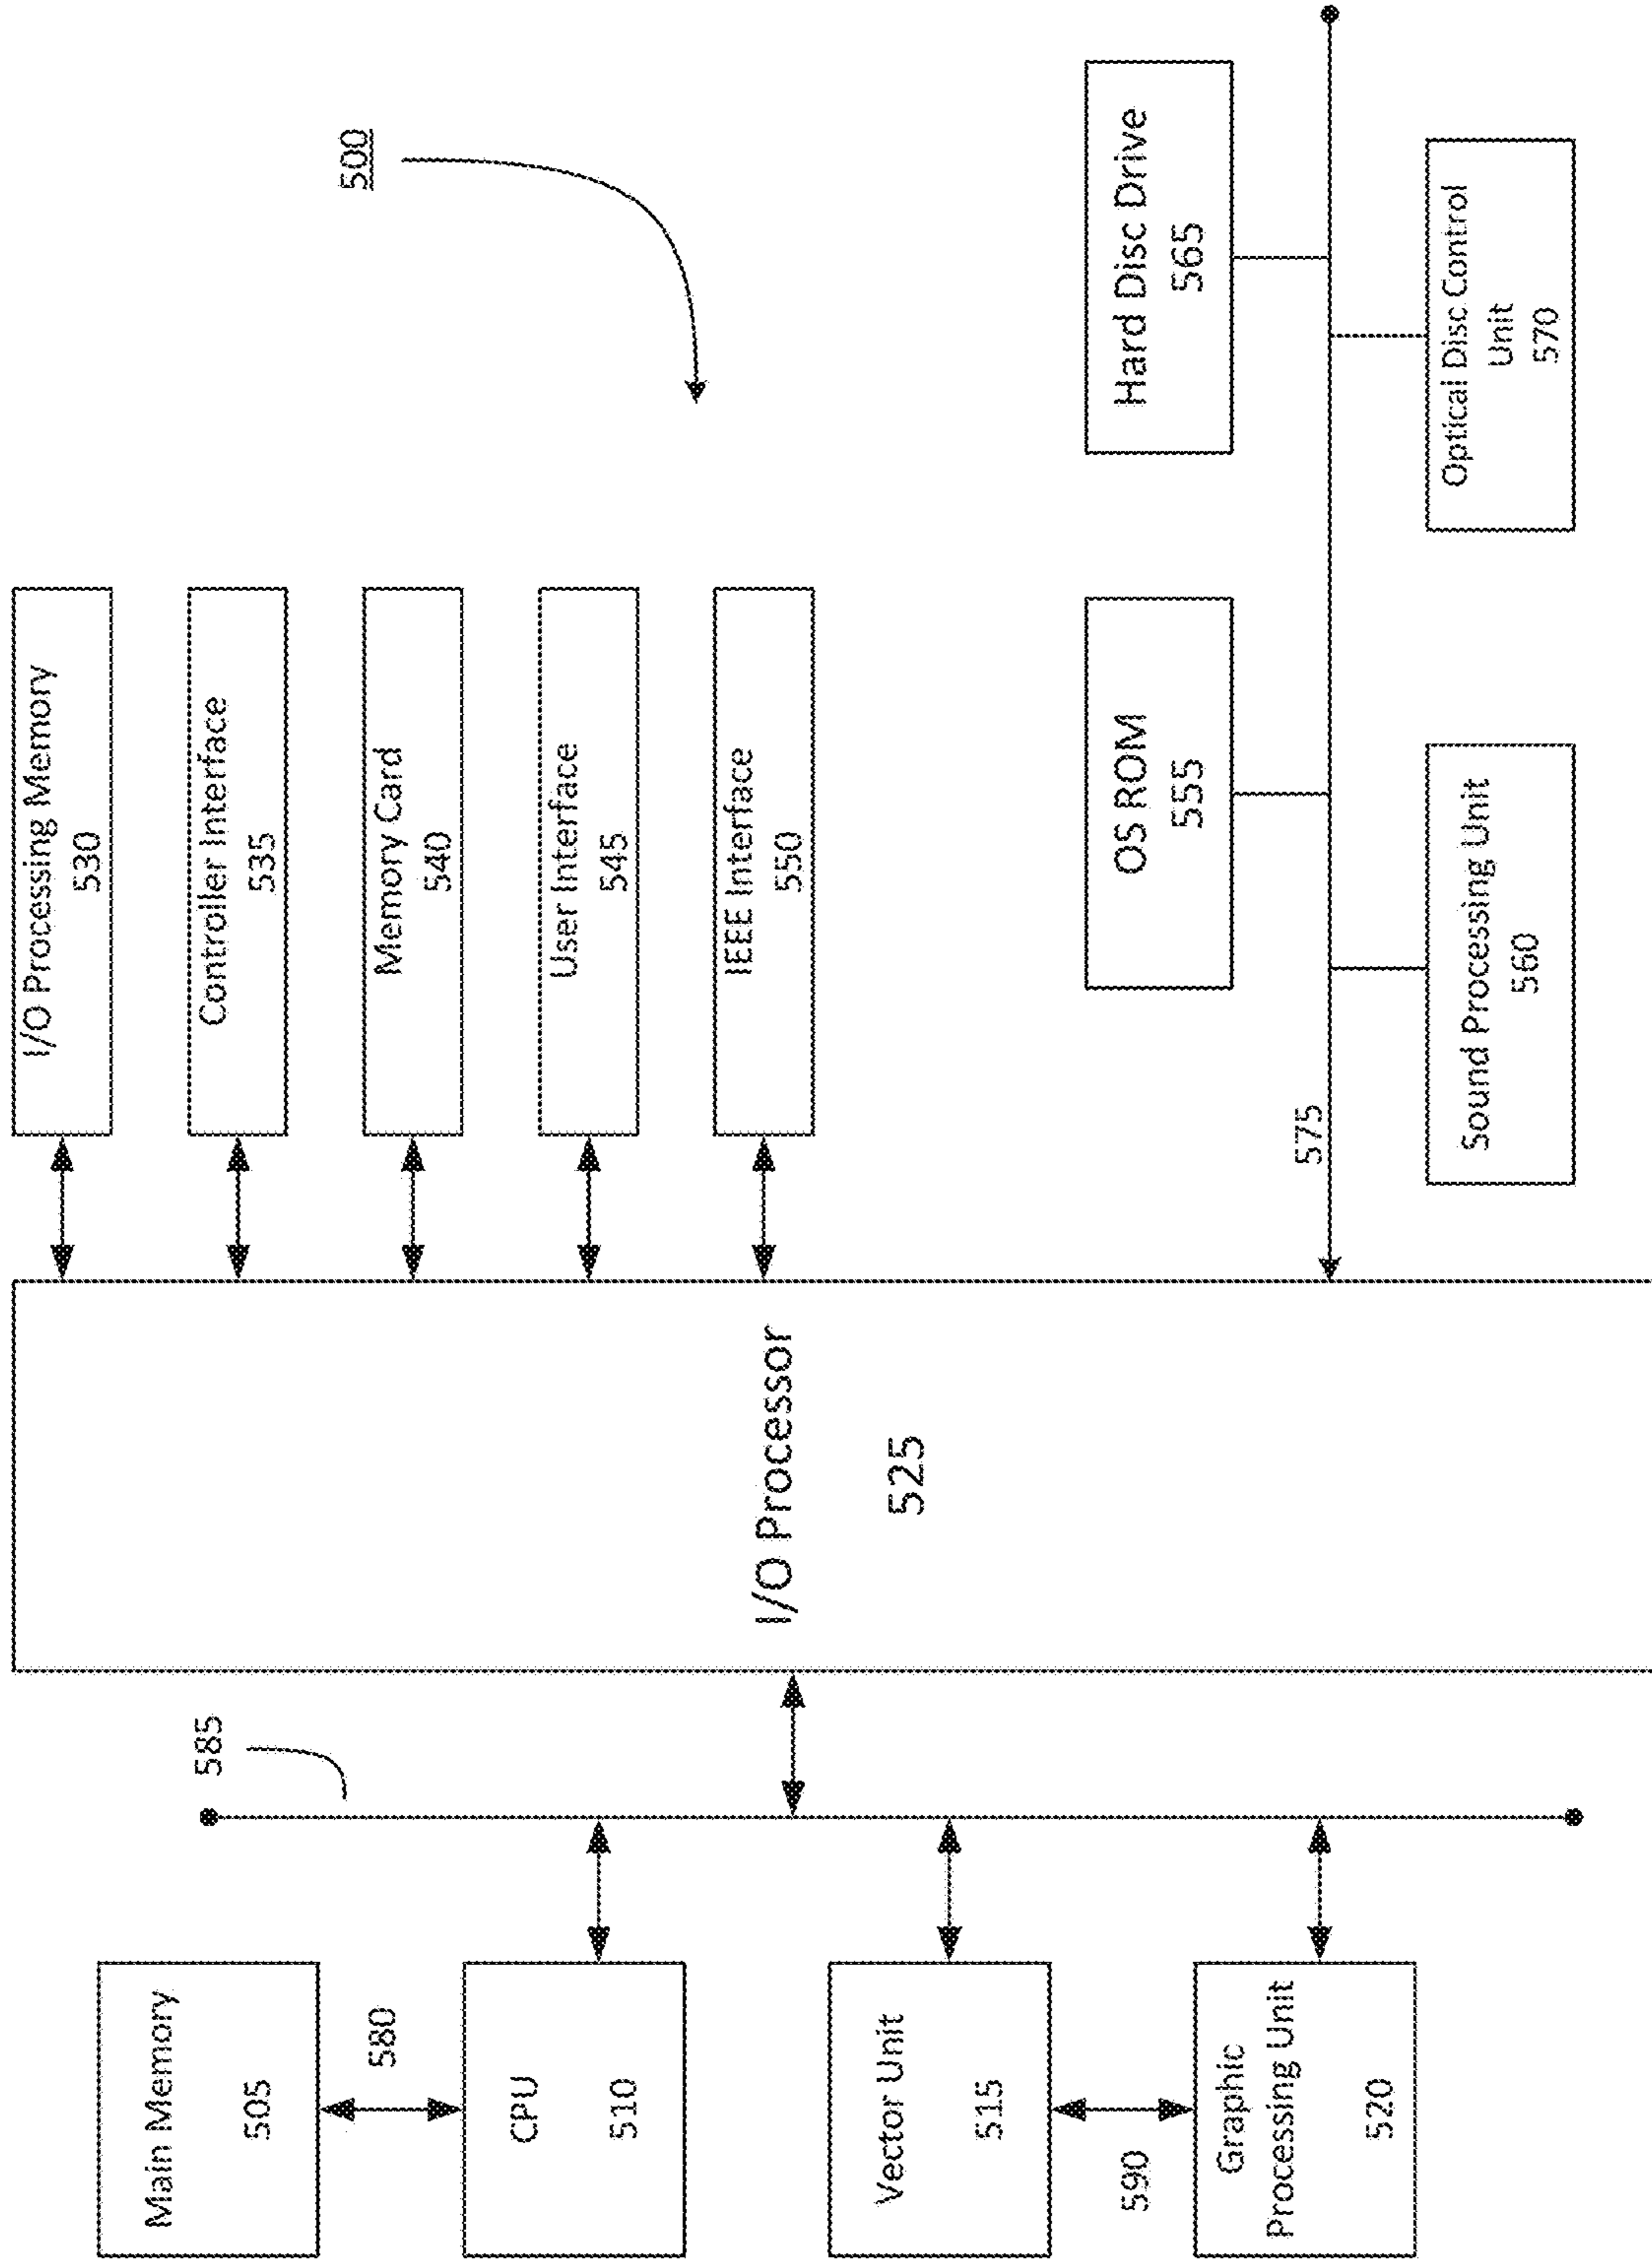 500
Main Memory
505
580
CPU
510
Vector Unit
515
590
Graphic
Processing Unit
520
585
I/O Processor
525
I/O Processing Memory
530
Controller Interface
535
Memory Card
540
User Interface
545
IEEE Interface
550
575
OS ROM
555
Hard Disc Drive
565
Sound Processing Unit
560
Optical Disc Control
Unit
570